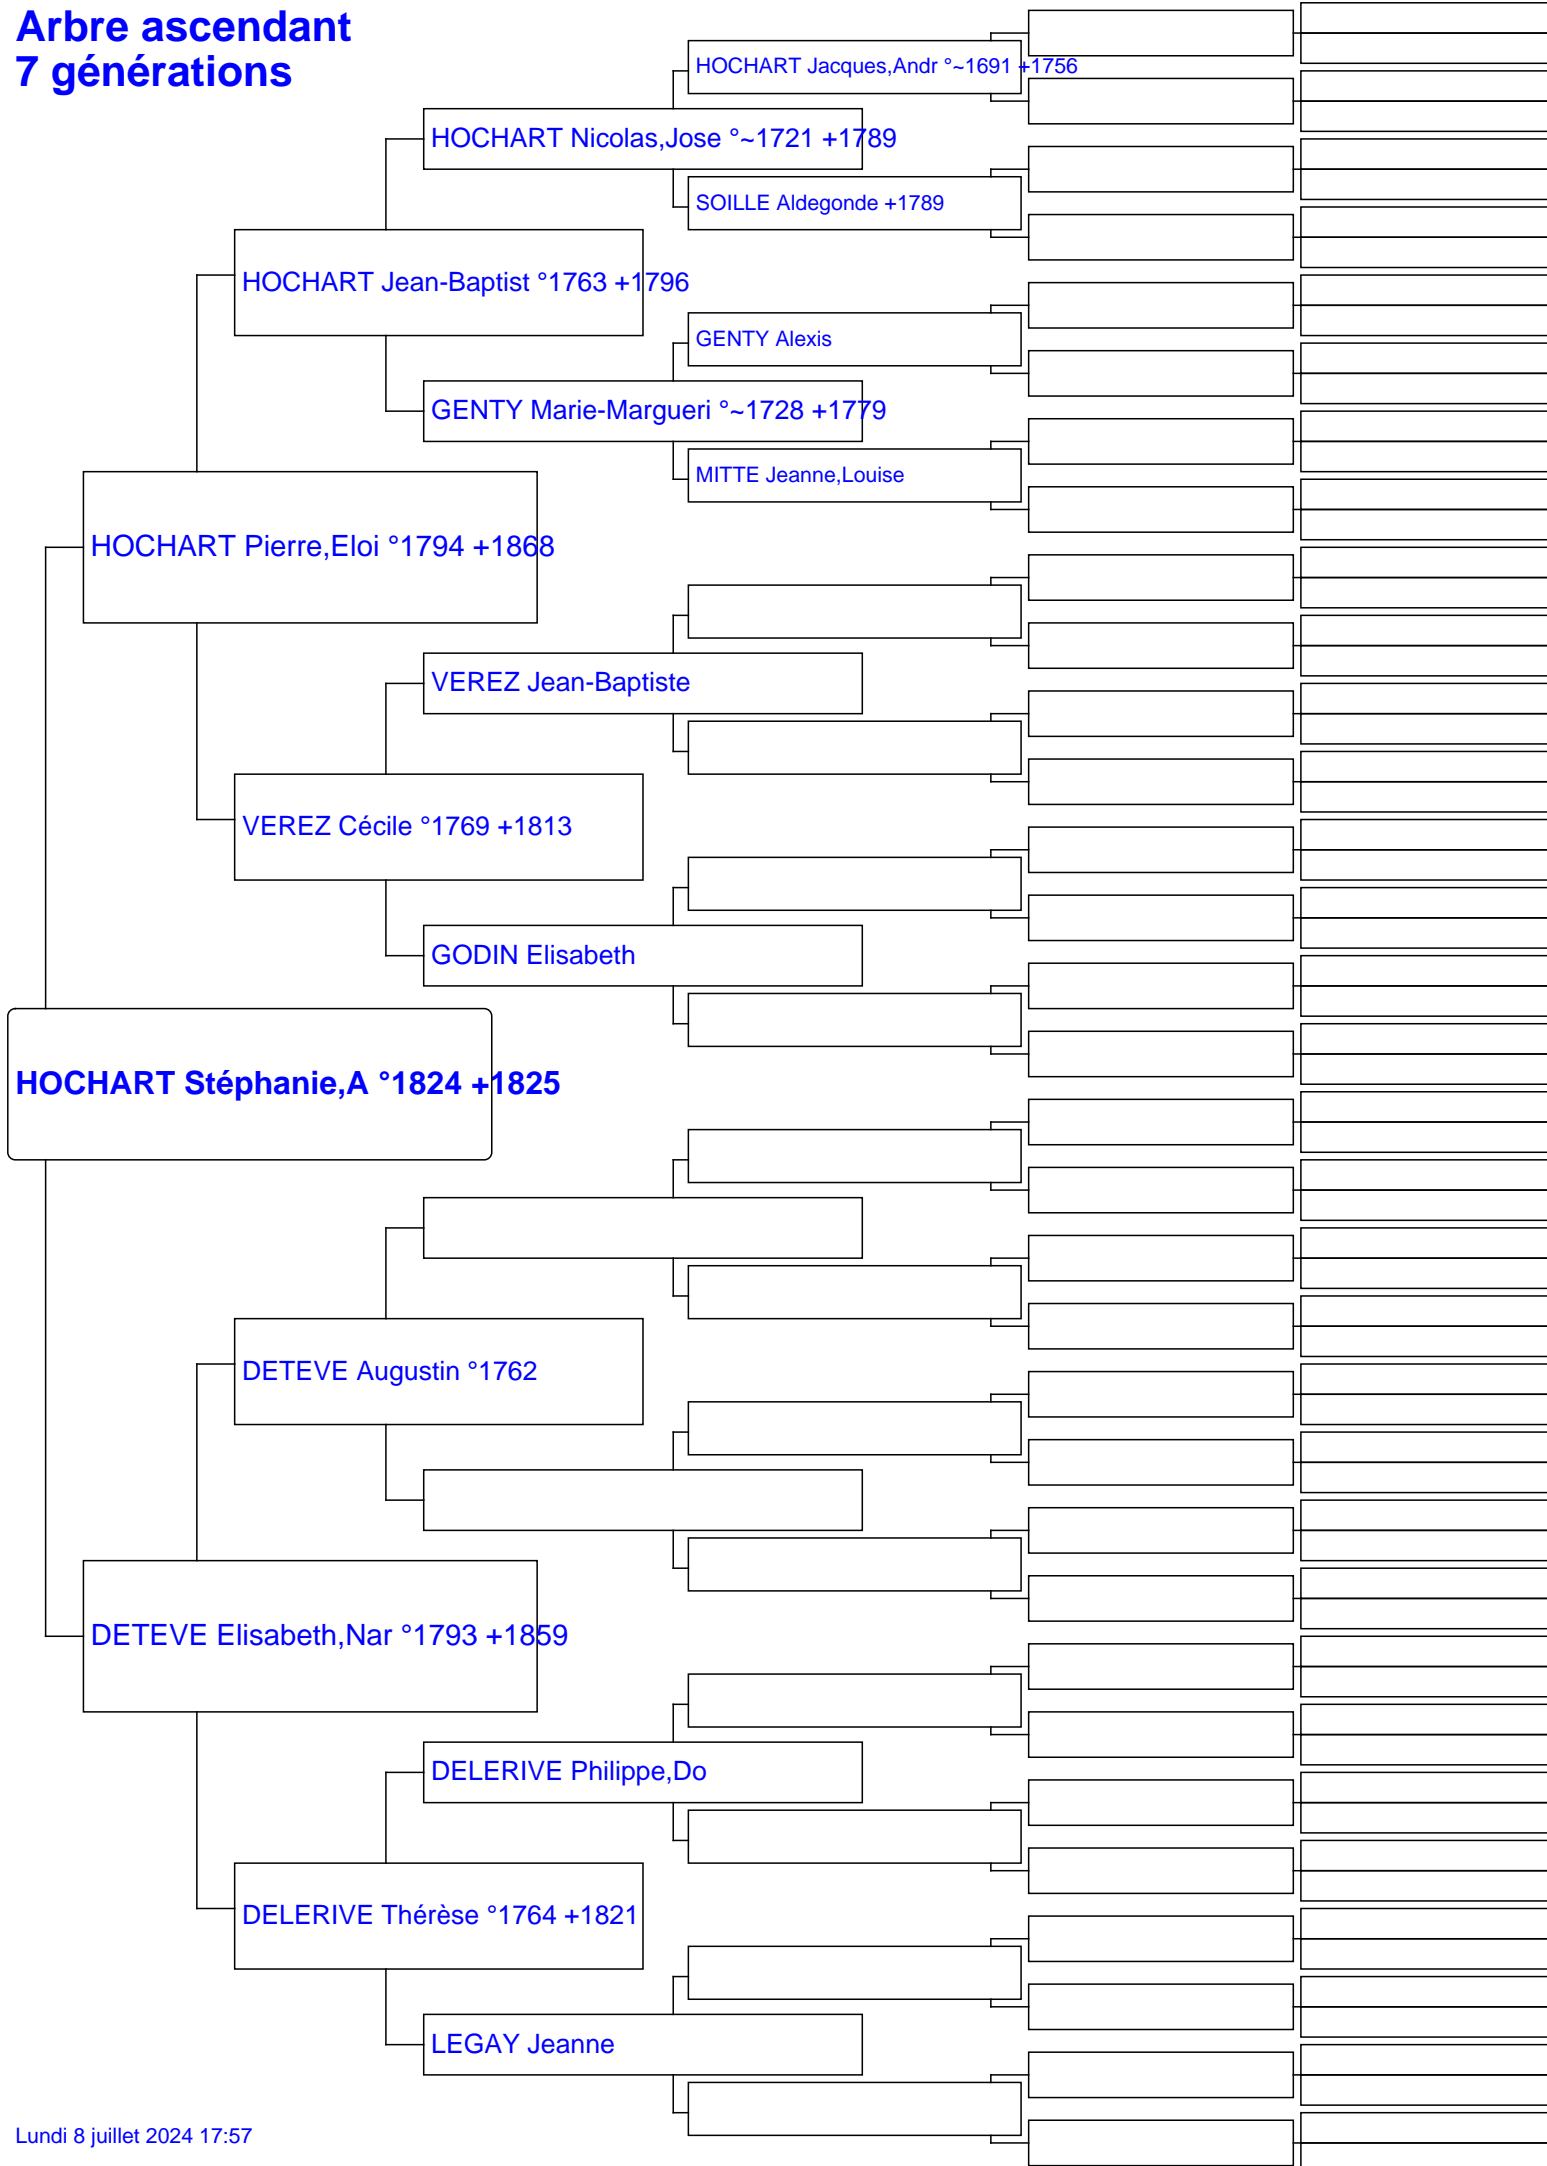 Arbre ascendant
7 générations
HOCHART Jacques,Andr °~1691 +1756
HOCHART Nicolas,Jose °~1721 +1789
SOILLE Aldegonde +1789
HOCHART Jean-Baptist °1763 +1796
GENTY Alexis
GENTY Marie-Margueri °~1728 +1779
MITTE Jeanne,Louise
HOCHART Pierre,Eloi °1794 +1868
VEREZ Jean-Baptiste
VEREZ Cécile °1769 +1813
GODIN Elisabeth
HOCHART Stéphanie,A °1824 +1825
DETEVE Augustin °1762
DETEVE Elisabeth,Nar °1793 +1859
DELERIVE Philippe,Do
DELERIVE Thérèse °1764 +1821
LEGAY Jeanne
Lundi 8 juillet 2024 17:57